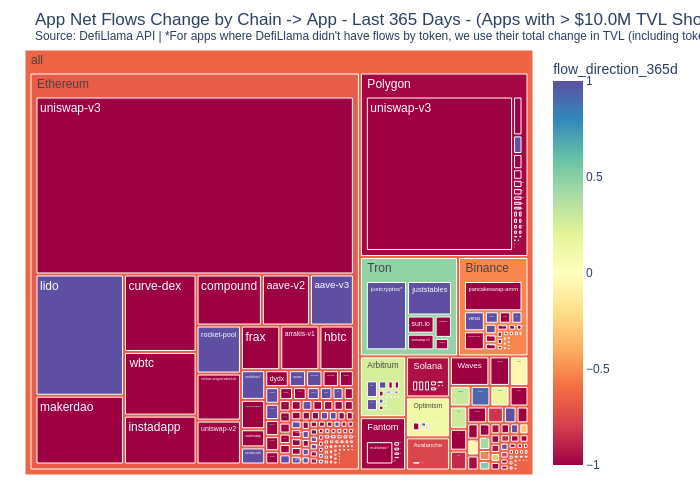 App Net Flows Change by Chain -> App - Last 365 Days - (Apps with > $10.0M TVL Sho
Source: DefiLlama API | *For apps where DefiLlama didn't have flows by token, we use their total change in TVL (including toke
flow_direction_365d
all
Ethereum
uniswap-v3
Polygon
uniswap-v3
Tron
justcryptos*
juststables
sun.io
Binance
pancakeswap-amm
venus
lido
curve-dex
compound
aave-v2
aave-v3
rocket-pool
frax
arrakis-v1
hbtc
wbtc
makerdao
instadapp
uniswap-v2
dydx
Arbitrum
Solana
Waves
Optimism
Fantom
multichain*
Avalanche
1
0.5
0
−0.5
−1